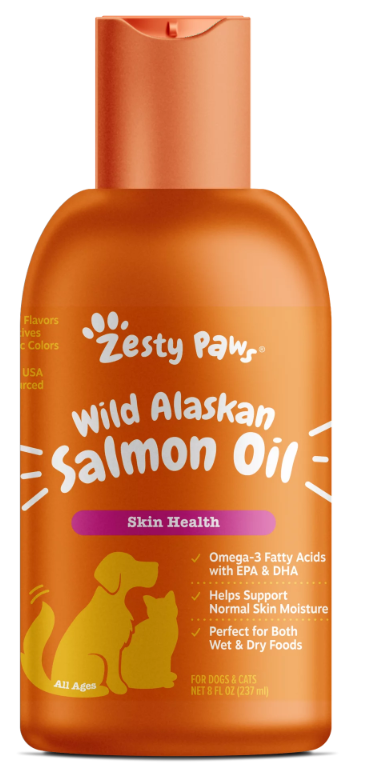 Flavors
Colors
USA
Zesty Paws®
Wild Alaskan
Salmon Oil
Skin Health
✓ Omega-3 Fatty Acids
with EPA & DHA
✓ Helps Support
Normal Skin Moisture
✓ Perfect for Both
Wet & Dry Foods
All Ages
FOR DOGS & CATS
NET 8 FL OZ (237 ml)